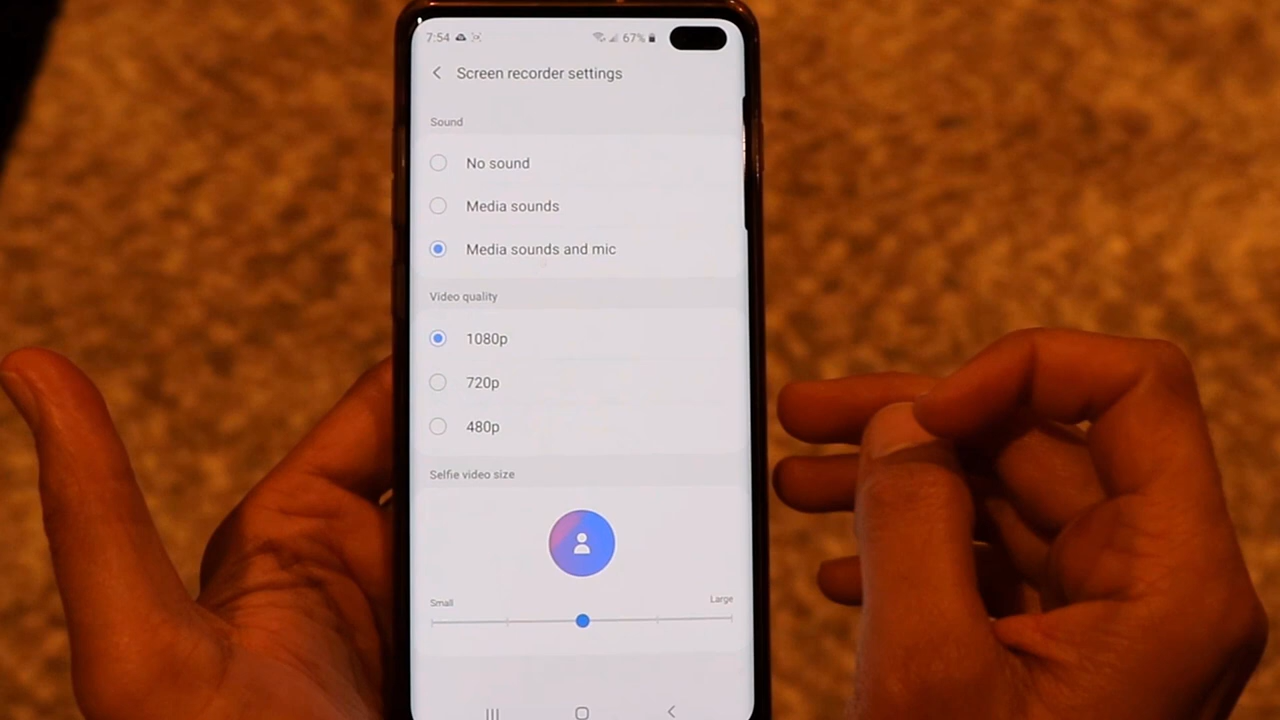 7:54 67%
Screen recorder settings
Sound
No sound
Media sounds
Media sounds and mic
Video quality
1080p
720p
480p
Selfie video size
Small Large